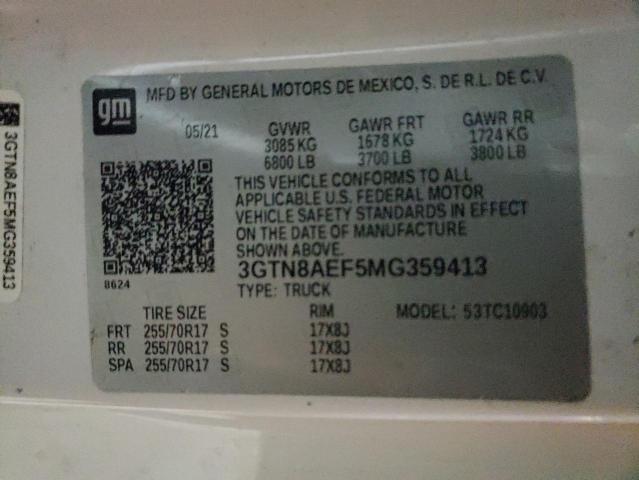 gm
MFD BY GENERAL MOTORS DE MEXICO, S. DE R.L. DE C.V.
05/21 GVWR GAWR FRT GAWR RR
3085 KG 1678 KG 1724 KG
6800 LB 3700 LB 3800 LB
THIS VEHICLE CONFORMS TO ALL
APPLICABLE U.S. FEDERAL MOTOR
VEHICLE SAFETY STANDARDS IN EFFECT
ON THE DATE OF MANUFACTURE
SHOWN ABOVE.
3GTN8AEF5MG359413
8624 TYPE: TRUCK
TIRE SIZE RIM MODEL: 53TC10903
FRT 255/70R17 S 17X8J
RR 255/70R17 S 17X8J
SPA 255/70R17 S 17X8J
3GTN8AEF5MG359413